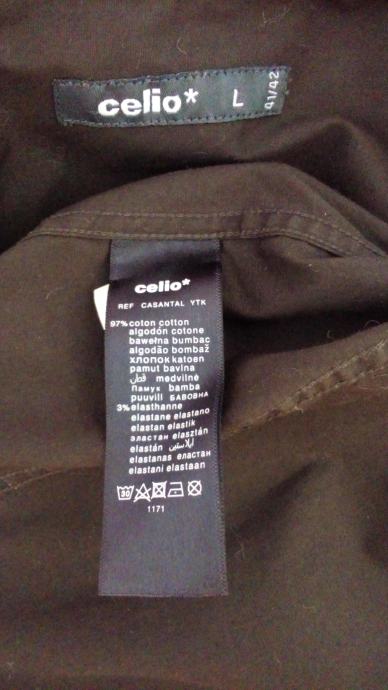 celio* L 41/42
celio*
REF CASANTAL YTK
97% coton cotton
algodón cotone
bawełna bumbac
algodão bombaž
хлопок katoen
pamut bavlna
قطن medvilnė
памук bamba
puuvill бавовна
3% elasthanne
elastane elastano
elastan elastik
эластан elasztán
elastán إيلاستين
elastanas еластан
elastani elastaan
30
1171